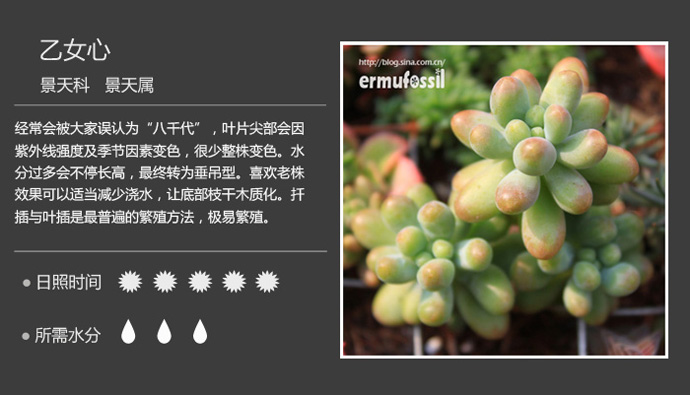 乙女心
景天科 景天属
经常会被大家误认为“八千代”，叶片尖部会因
紫外线强度及季节因素变色，很少整株变色。水
分过多会不停长高，最终转为垂吊型。喜欢老株
效果可以适当减少浇水，让底部枝干木质化。扦
插与叶插是最普遍的繁殖方法，极易繁殖。
日照时间
所需水分
http://blog.sina.com.cn/
ermufossil